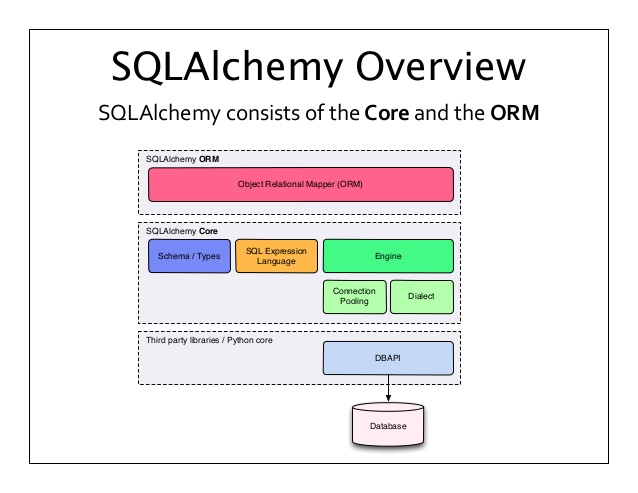 SQLAlchemy Overview
SQLAlchemy consists of the Core and the ORM
SQLAlchemy ORM
Object Relational Mapper (ORM)
SQLAlchemy Core
Schema / Types
SQL Expression
Language
Engine
Connection
Pooling
Dialect
Third party libraries / Python core
DBAPI
Database